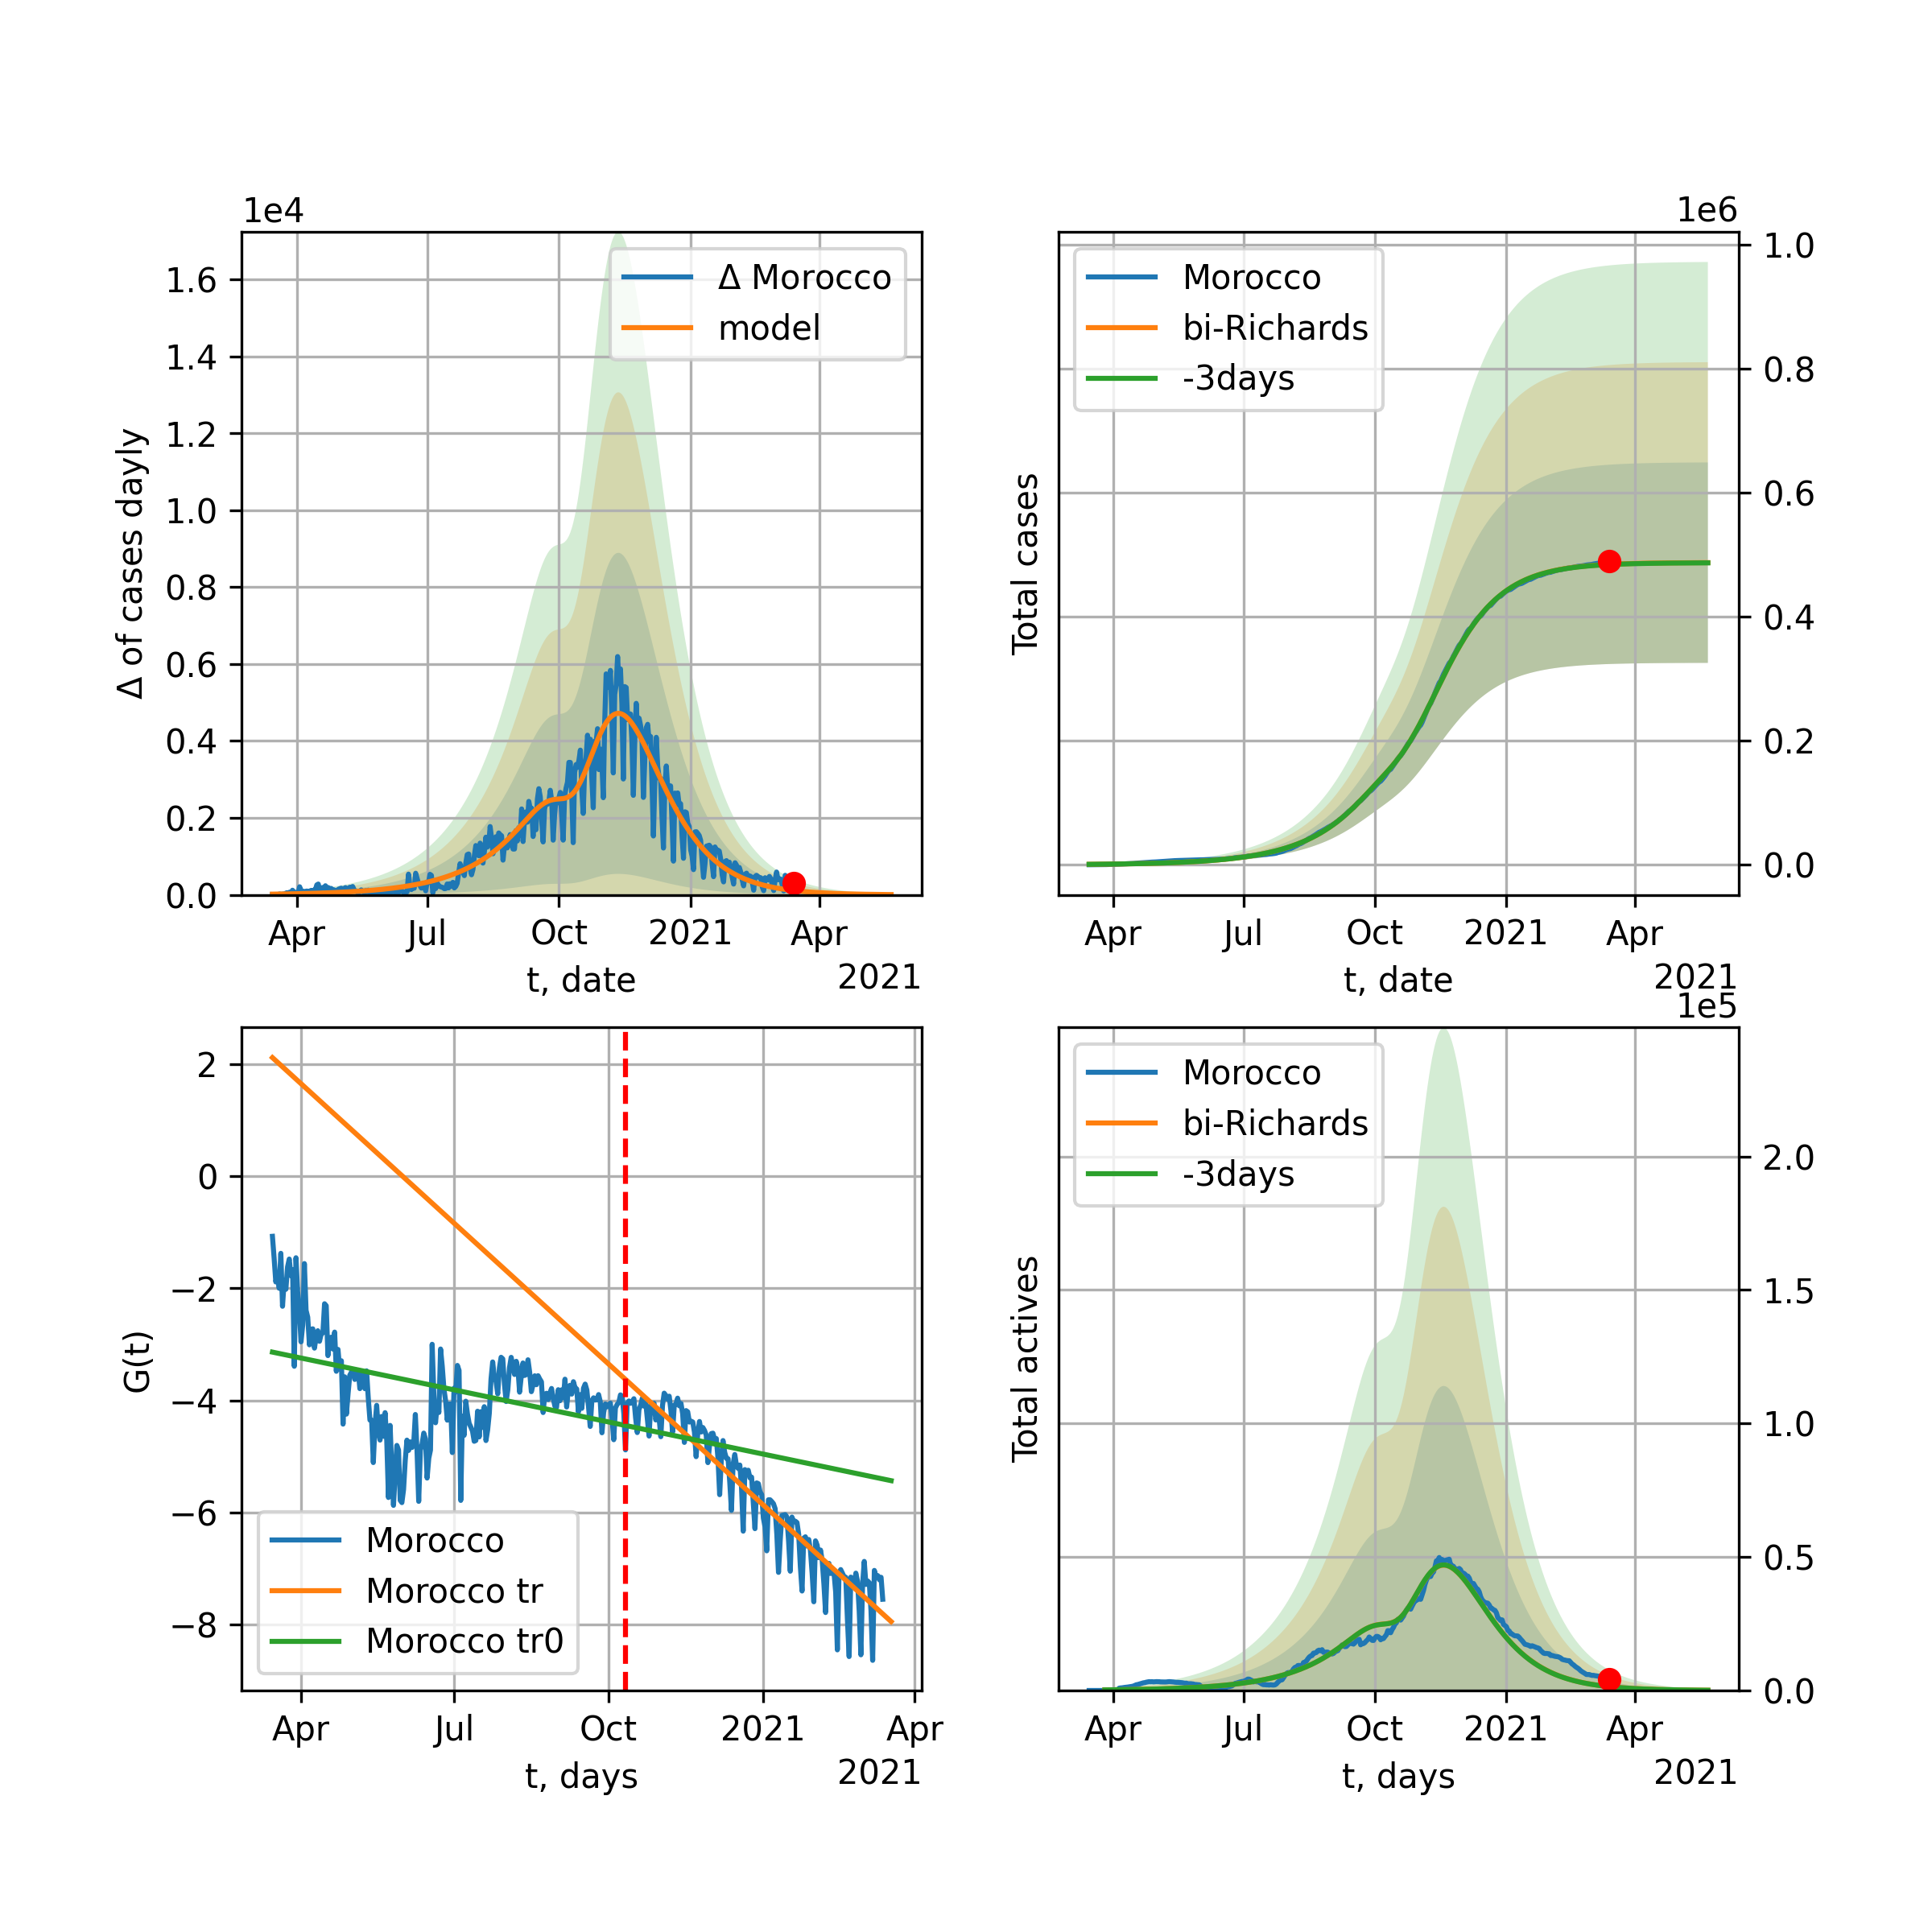 1e4
1.6
1.4
1.2
1.0
0.8
0.6
0.4
0.2
0.0
Δ of cases dayly
Δ Morocco
model
Apr Jul Oct 2021 Apr
t, date
2021
1e6
Morocco
bi-Richards
-3days
Total cases
1.0
0.8
0.6
0.4
0.2
0.0
Apr Jul Oct 2021 Apr
t, date
2021
2
0
−2
−4
−6
−8
G(t)
Morocco
Morocco tr
Morocco tr0
Apr Jul Oct 2021 Apr
t, days
2021
1e5
Morocco
bi-Richards
-3days
Total actives
2.0
1.5
1.0
0.5
0.0
Apr Jul Oct 2021 Apr
t, days
2021